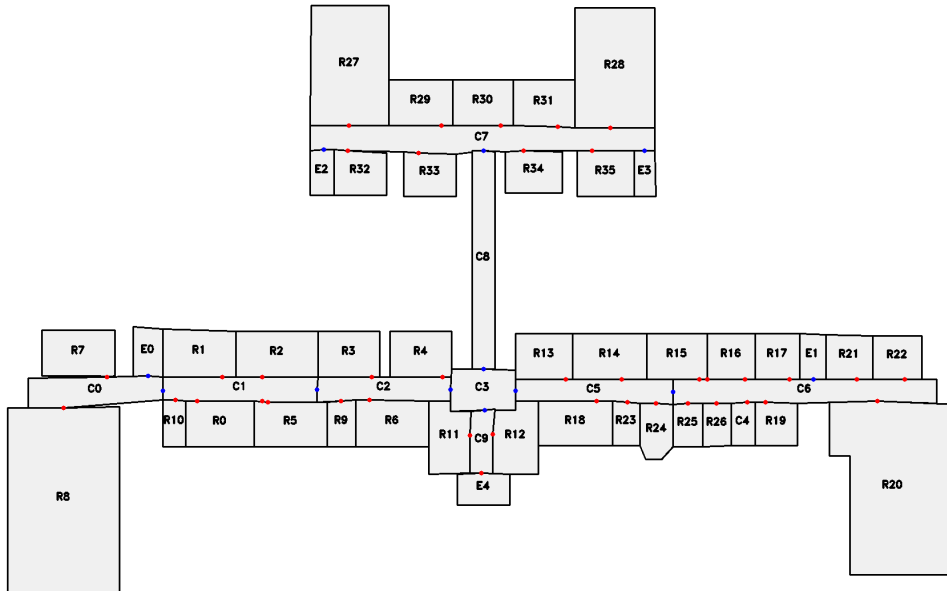 R27
R28
R29 R30 R31
C7
E2 R32 R33 R34 R35 E3
C8
R7 E0 R1 R2 R3 R4 R13 R14 R15 R16 R17 E1 R21 R22
C0 C1 C2 C3 C5 C6
R10 R0 R5 R9 R6 R11 C9 R12 R18 R23 R24 R25 R26 C4 R19
E4
R8 R20